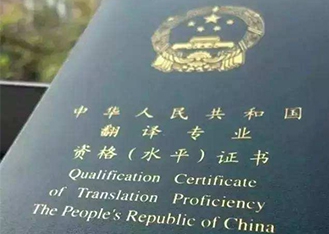 中华人民共和国
翻译专业
资格(水平)证书
Qualification Certificate
of Translation Proficiency
The People's Republic of China